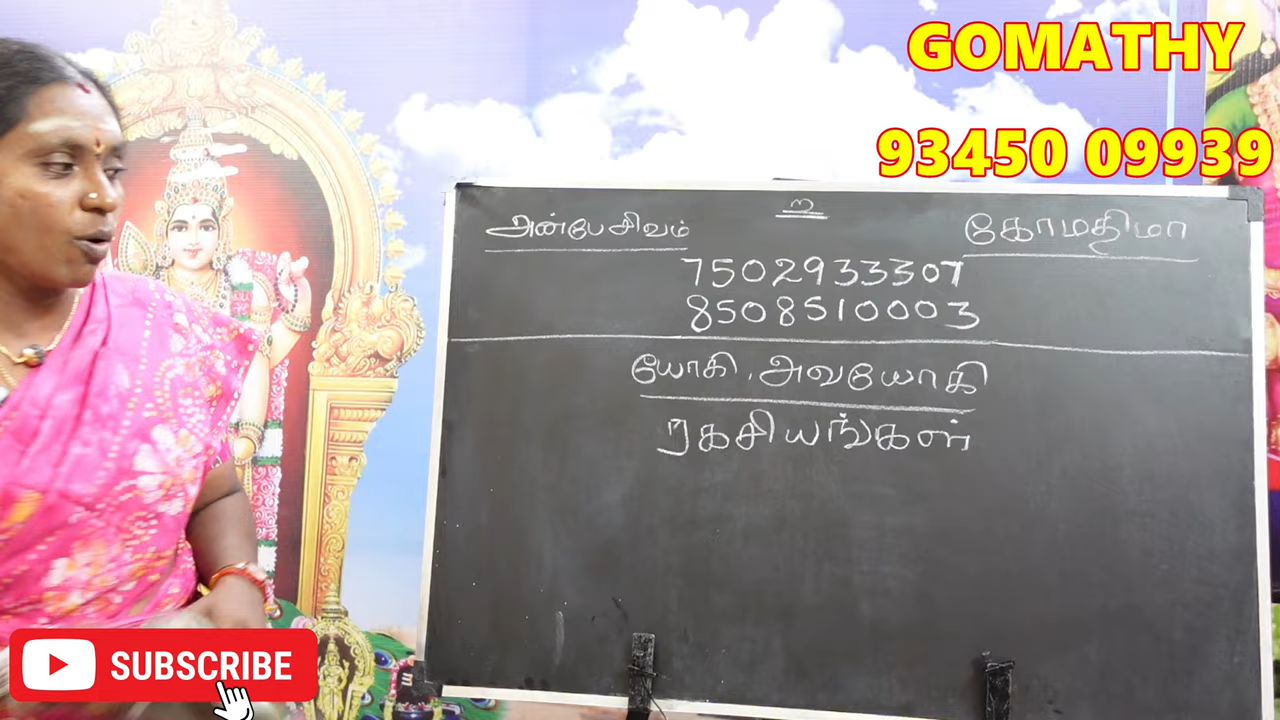 GOMATHY
93450 09939
உ
அன்பே சிவம்
கோமதிமா
7502933307
8508510003
யோகி, அவயோகி
ரகசியங்கள்
SUBSCRIBE